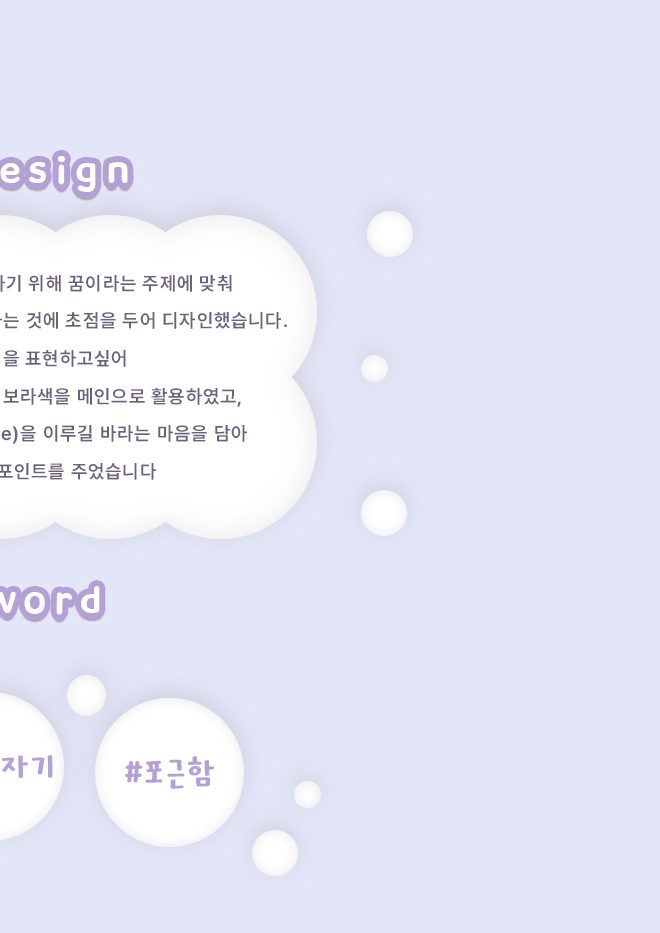 esign
기 위해 꿈이라는 주제에 맞춰
는 것에 초점을 두어 디자인했습니다.
을 표현하고싶어
보라색을 메인으로 활용하였고,
e)을 이루길 바라는 마음을 담아
포인트를 주었습니다
word
자기
#포근함